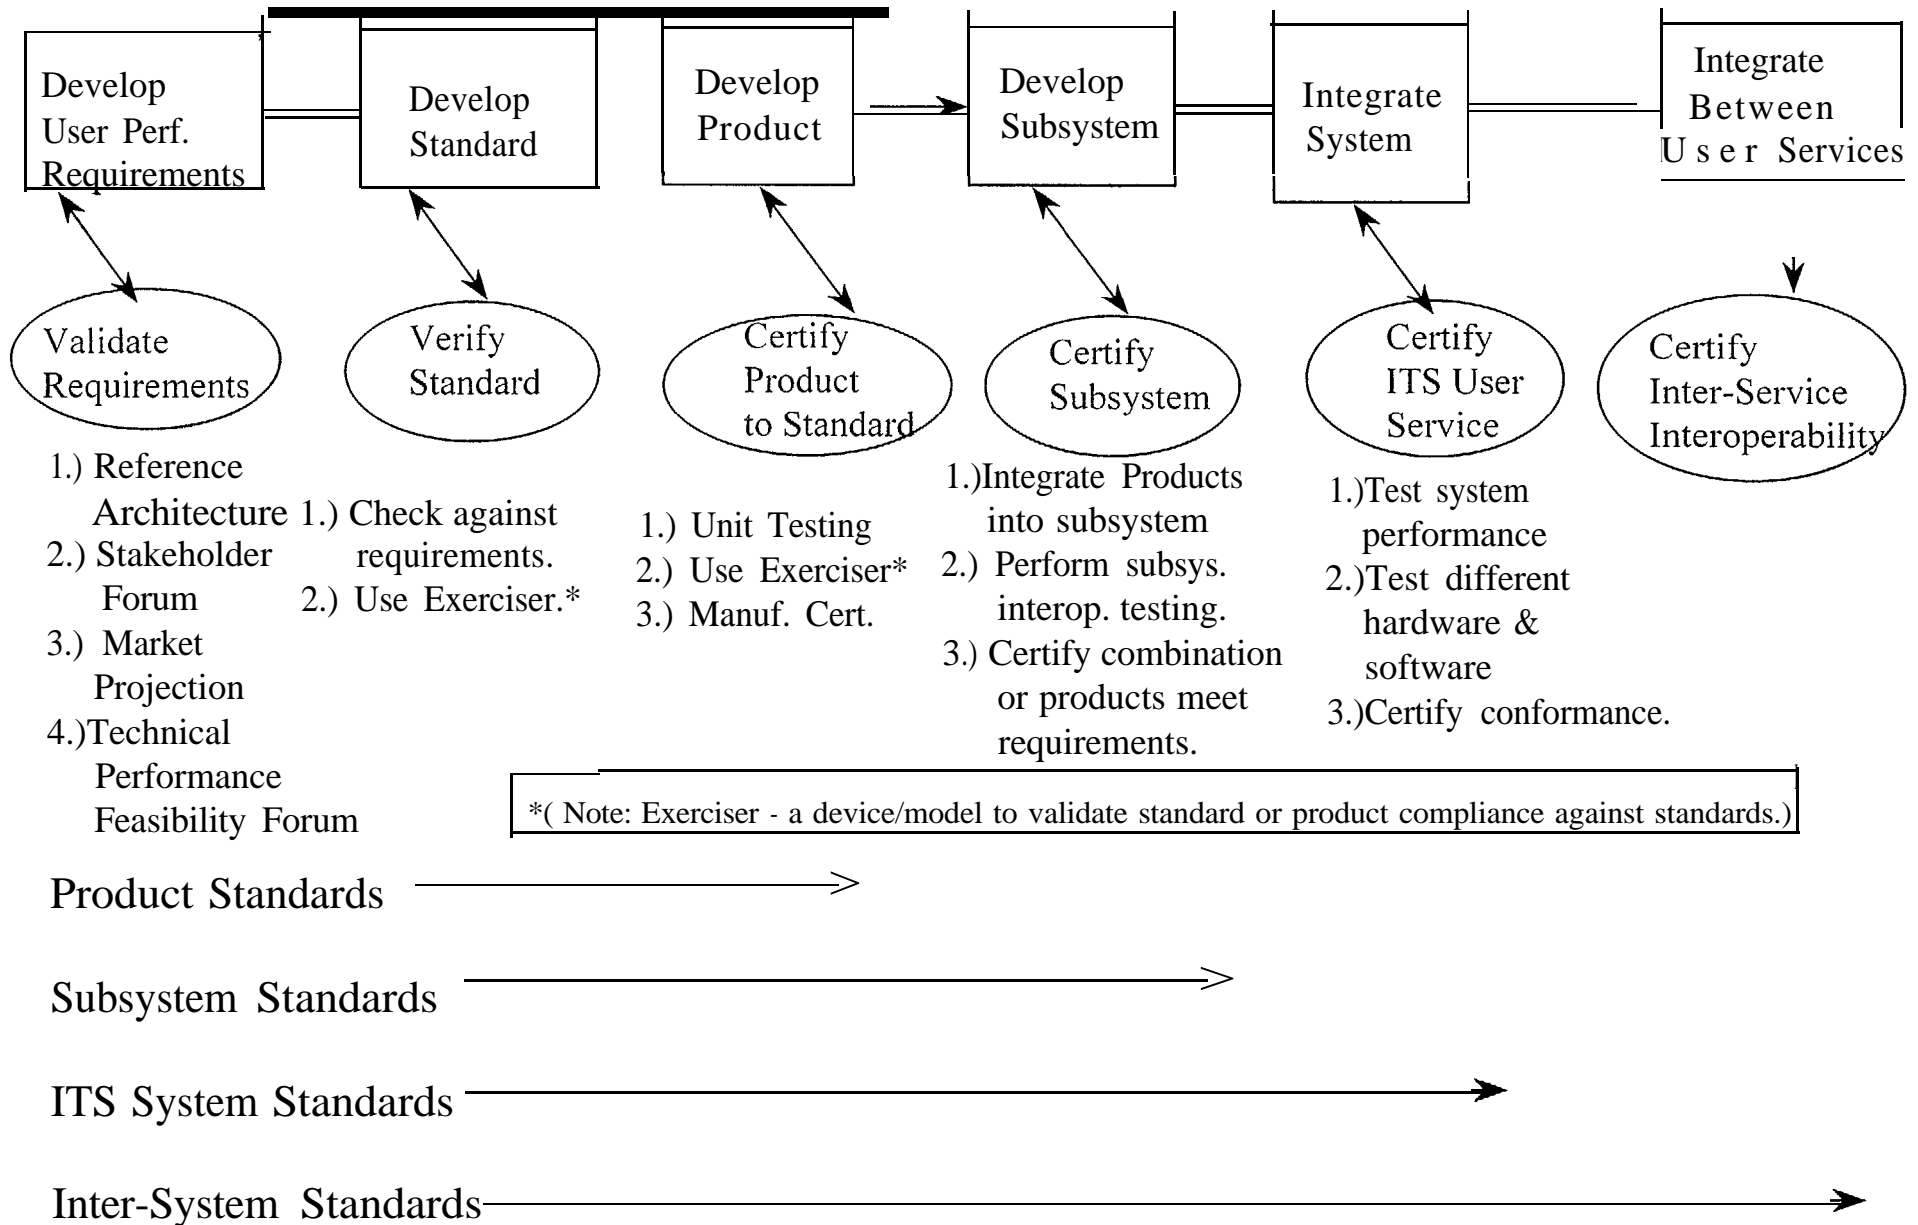 Develop
User Perf.
Requirements
Develop
Standard
Develop
Product
Develop
Subsystem
Integrate
System
Integrate
Between
User Services
Validate
Requirements
Verify
Standard
Certify
Product
to Standard
Certify
Subsystem
Certify
ITS User
Service
Certify
Inter-Service
Interoperability
1.) Reference
Architecture
2.) Stakeholder
Forum
3.) Market
Projection
4.)Technical
Performance
Feasibility Forum
1.) Check against
requirements.
2.) Use Exerciser.*
1.) Unit Testing
2.) Use Exerciser*
3.) Manuf. Cert.
1.)Integrate Products
into subsystem
2.) Perform subsys.
interop. testing.
3.) Certify combination
or products meet
requirements.
1.)Test system
performance
2.)Test different
hardware &
software
3.)Certify conformance.
*( Note: Exerciser - a device/model to validate standard or product compliance against standards.)
Product Standards
Subsystem Standards
ITS System Standards
Inter-System Standards